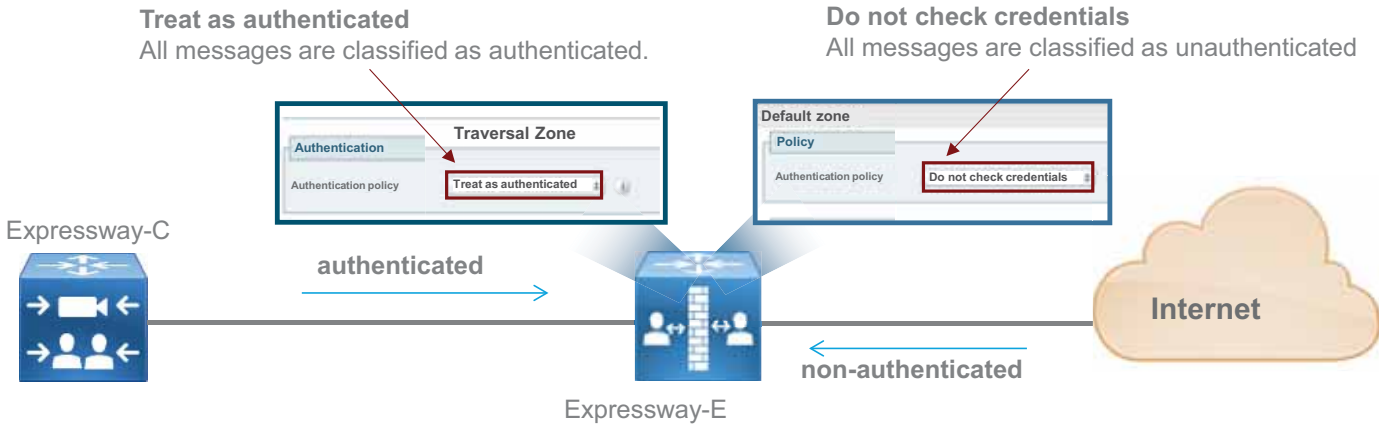 Treat as authenticated
All messages are classified as authenticated.
Do not check credentials
All messages are classified as unauthenticated
Traversal Zone
Authentication
Authentication policy
Treat as authenticated
Default zone
Policy
Authentication policy
Do not check credentials
Expressway-C
authenticated
Internet
non-authenticated
Expressway-E